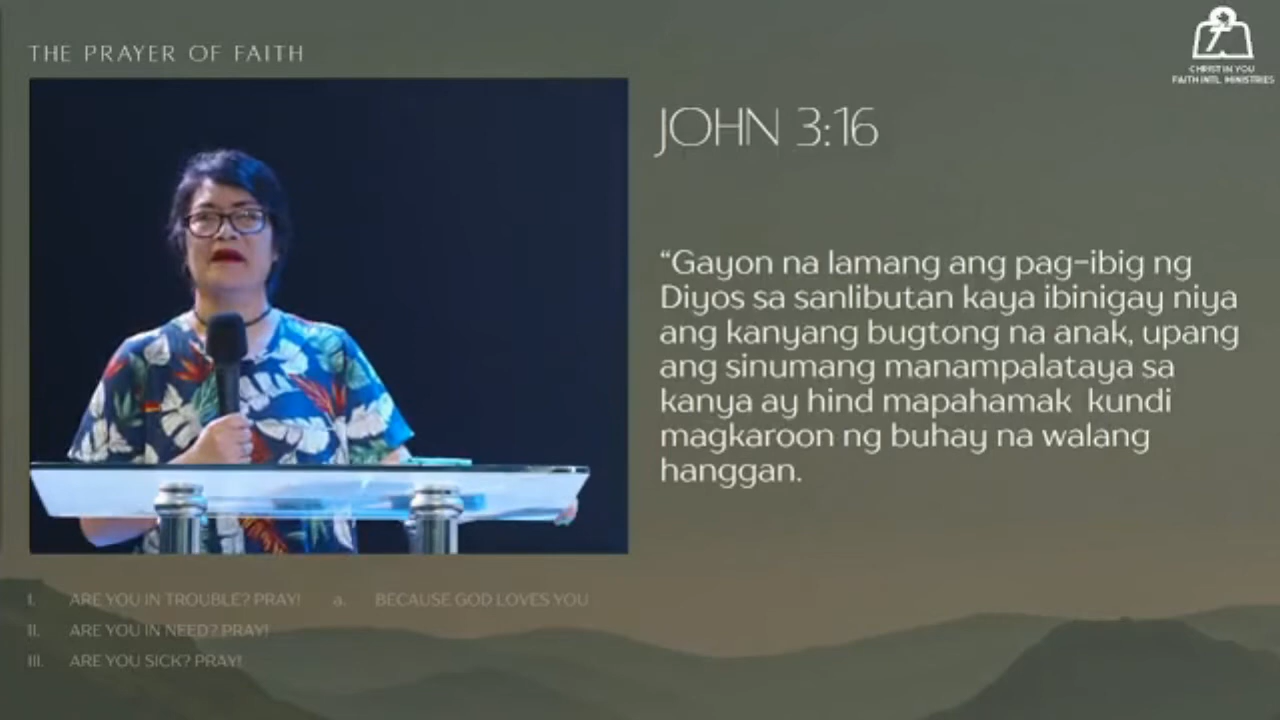 THE PRAYER OF FAITH
CHRIST IN YOU
FAITH INTL. MINISTRIES
JOHN 3:16
“Gayon na lamang ang pag-ibig ng
Diyos sa sanlibutan kaya ibinigay niya
ang kanyang bugtong na anak, upang
ang sinumang manampalataya sa
kanya ay hind mapahamak kundi
magkaroon ng buhay na walang
hanggan.
I. ARE YOU IN TROUBLE? PRAY! a. BECAUSE GOD LOVES YOU
II. ARE YOU IN NEED? PRAY!
III. ARE YOU SICK? PRAY!